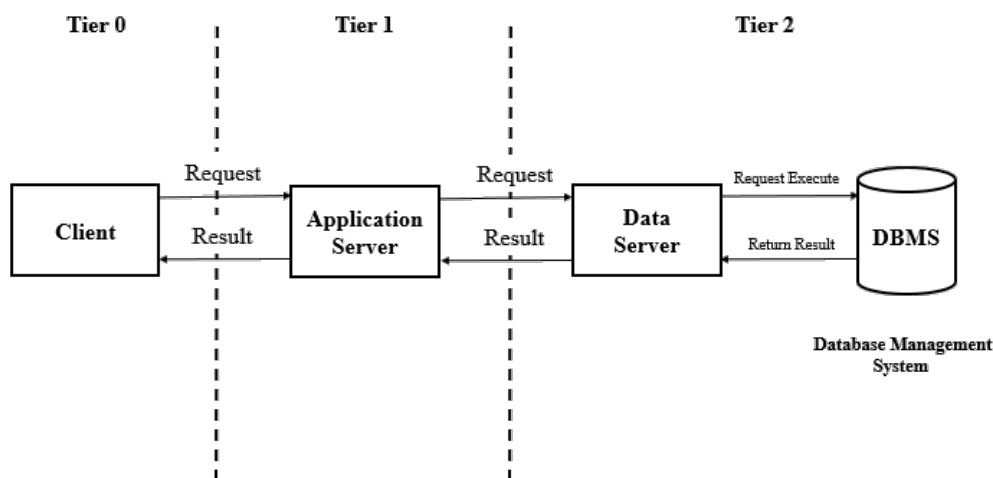 Tier 0
Tier 1
Tier 2
Request
Request
Request Execute
Client
Application
Server
Data
Server
DBMS
Result
Result
Return Result
Database Management
System